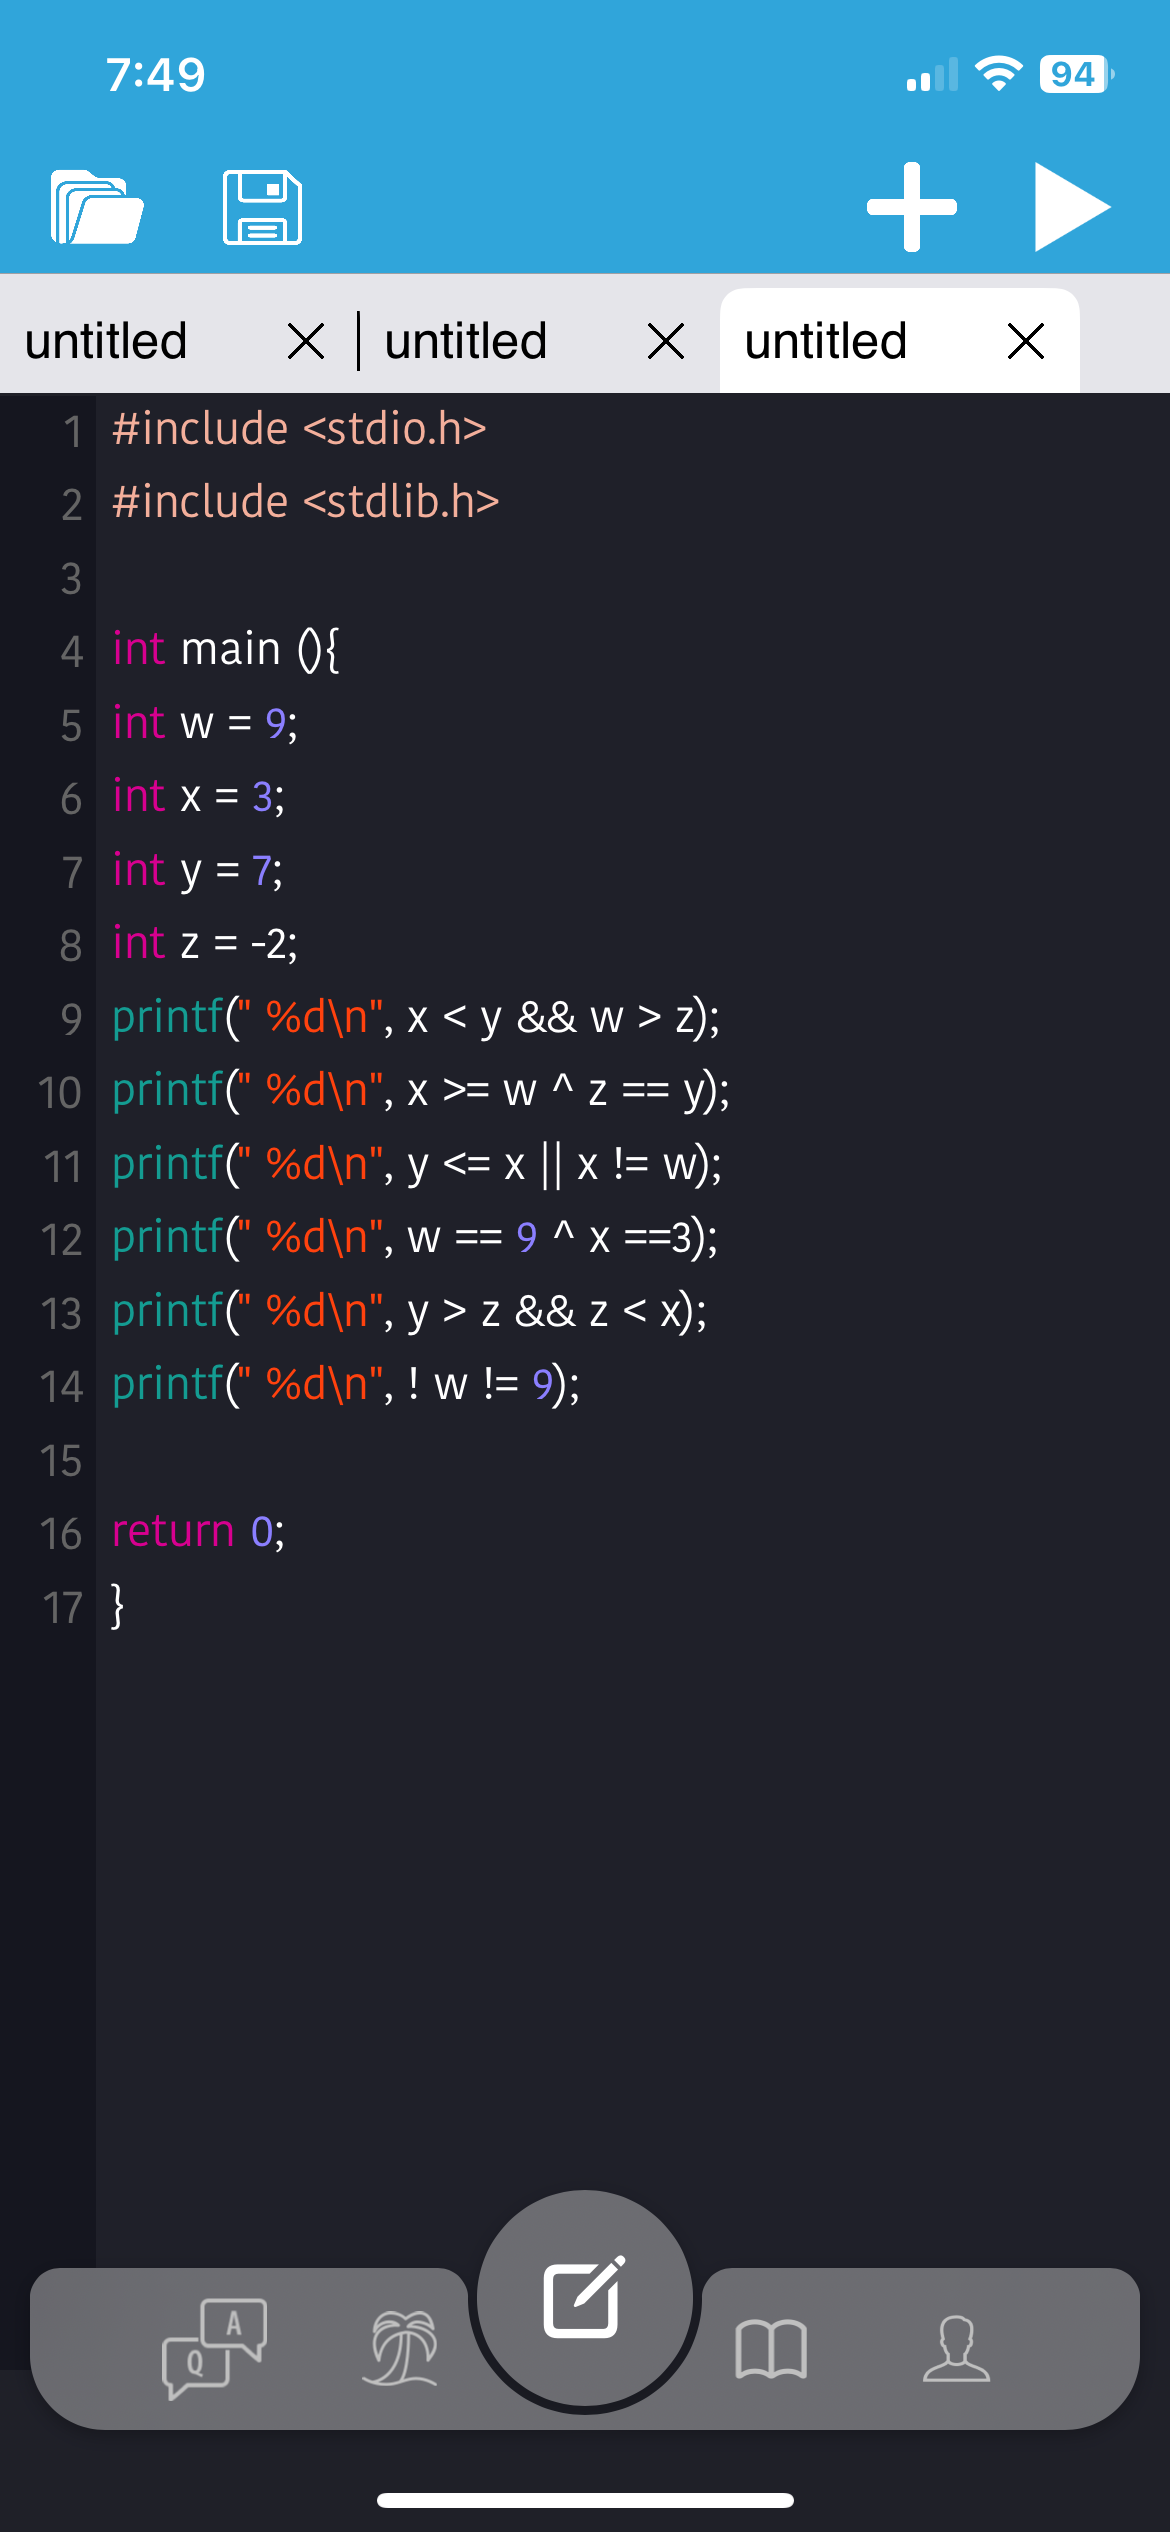 7:49 94
untitled untitled untitled
1 #include <stdio.h>
2 #include <stdlib.h>
3
4 int main (){
5 int w = 9;
6 int x = 3;
7 int y = 7;
8 int z = -2;
9 printf(" %d\n", x < y && w > z);
10 printf(" %d\n", x >= w ^ z == y);
11 printf(" %d\n", y <= x || x != w);
12 printf(" %d\n", w == 9 ^ x ==3);
13 printf(" %d\n", y > z && z < x);
14 printf(" %d\n", ! w != 9);
15
16 return 0;
17 }
A
Q